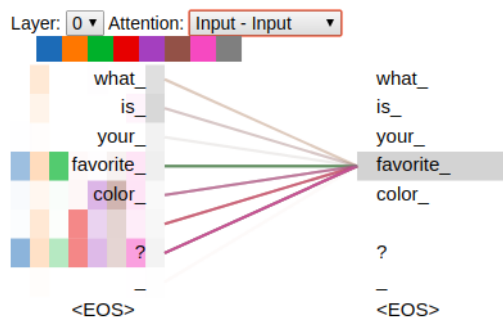 Layer: 0 Attention: Input - Input
what_ what_
is_ is_
your_ your_
favorite_ favorite_
color_ color_
? ?
_ _
<EOS> <EOS>